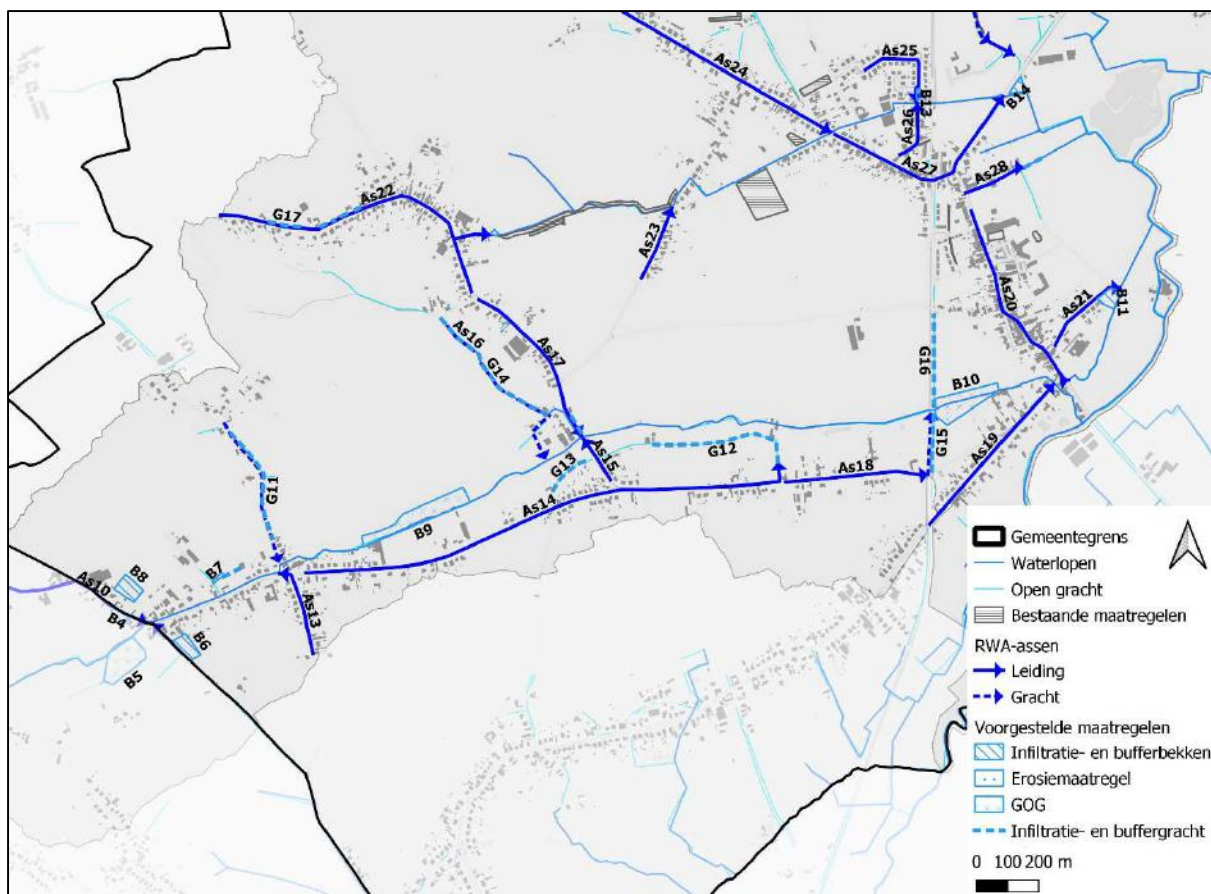 As25
As24
B13
B14
As26
As27
As28
As22
G17
As23
As20
As21
B11
As16
As17
G14
G16
B10
G15
As19
G13
As15
G12
As18
As14
G11
B9
B7
B8
As10
B4
B6
B5
As13
Gemeentegrens
Waterlopen
Open gracht
Bestaande maatregelen
RWA-assen
Leiding
Gracht
Voorgestelde maatregelen
Infiltratie- en bufferbekken
Erosiemaatregel
GOG
Infiltratie- en buffergracht
0 100 200 m